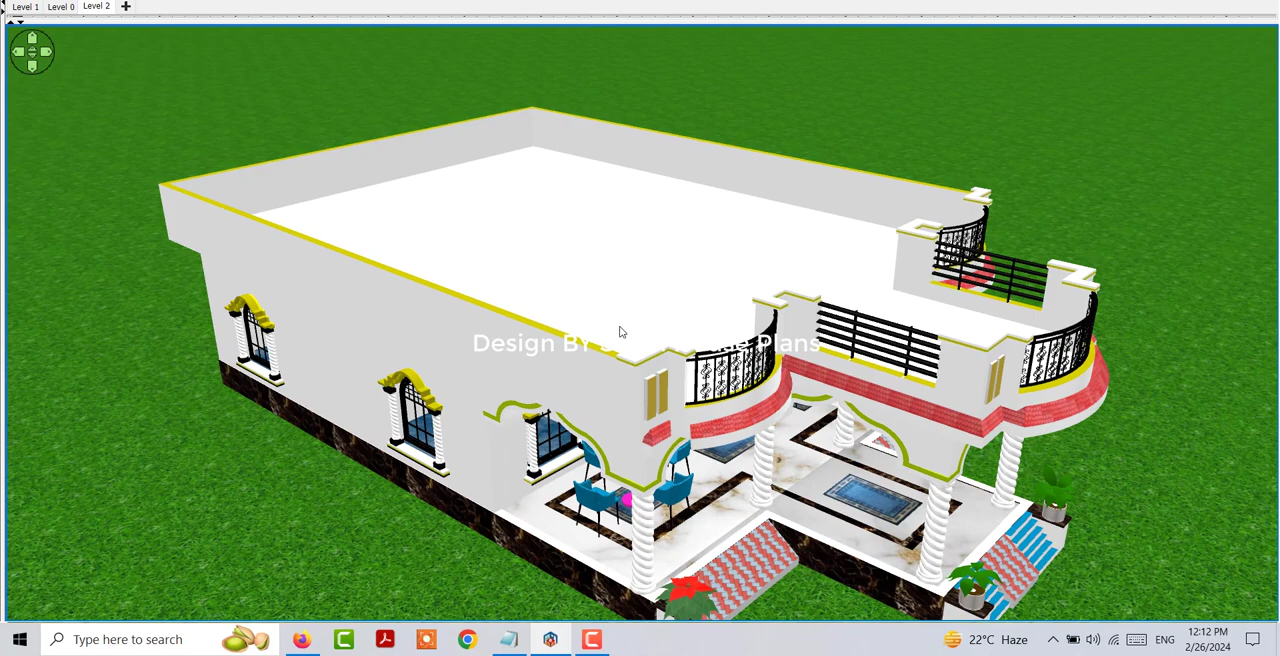 Level 1 Level 0 Level 2
Design BY S
Plans
Type here to search
22°C Haze
ENG
12:12 PM
2/26/2024